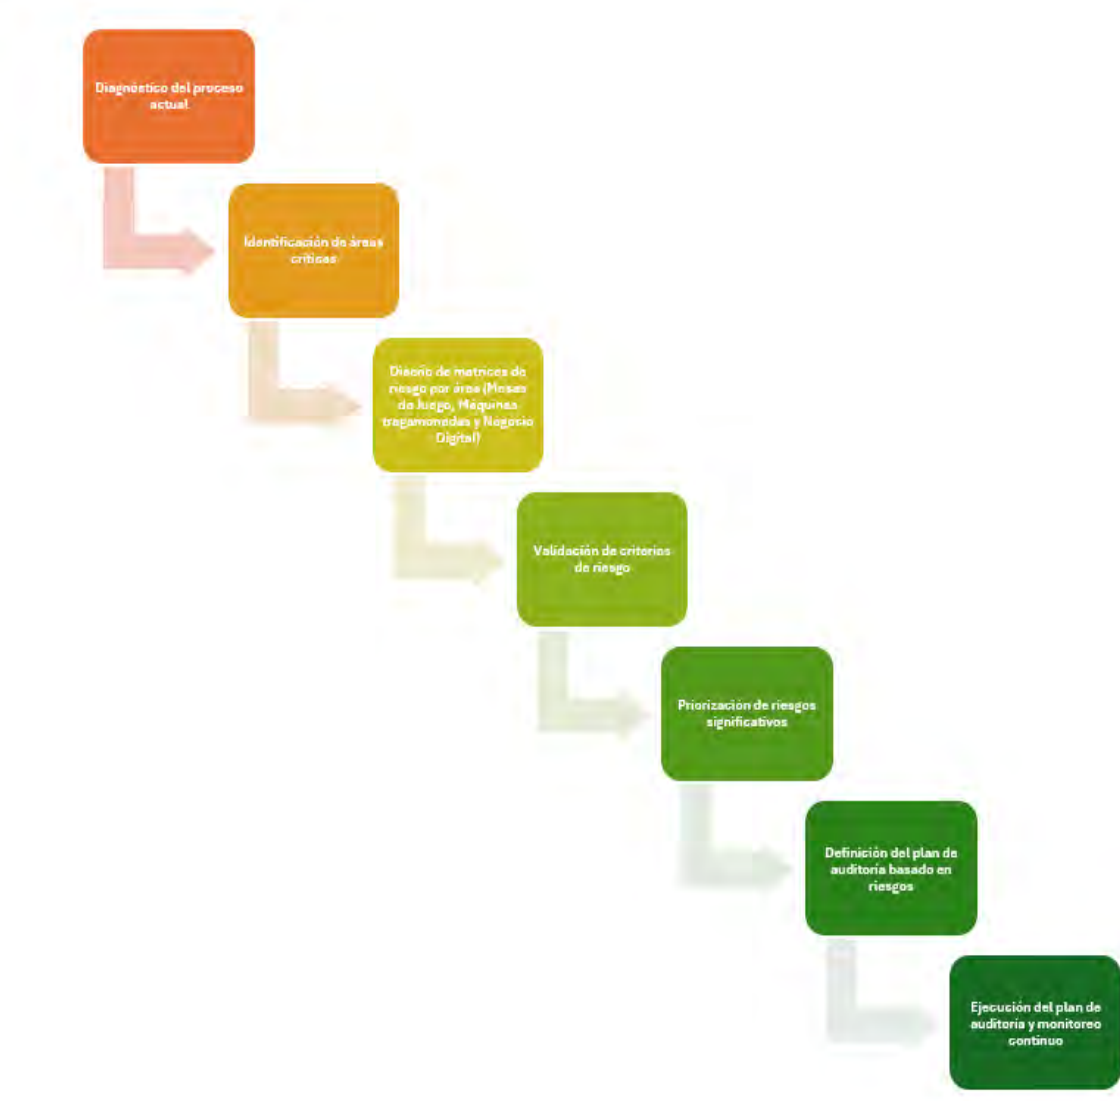 Diagnóstico del proceso
actual
Identificación de áreas
críticas
Diseño de matrices de
riesgo por área (Mesas
de Juego, Máquinas
tragamonedas y Negocio
Digital)
Validación de criterios
de riesgo
Priorización de riesgos
significativos
Definición del plan de
auditoría basado en
riesgos
Ejecución del plan de
auditoría y monitoreo
continuo